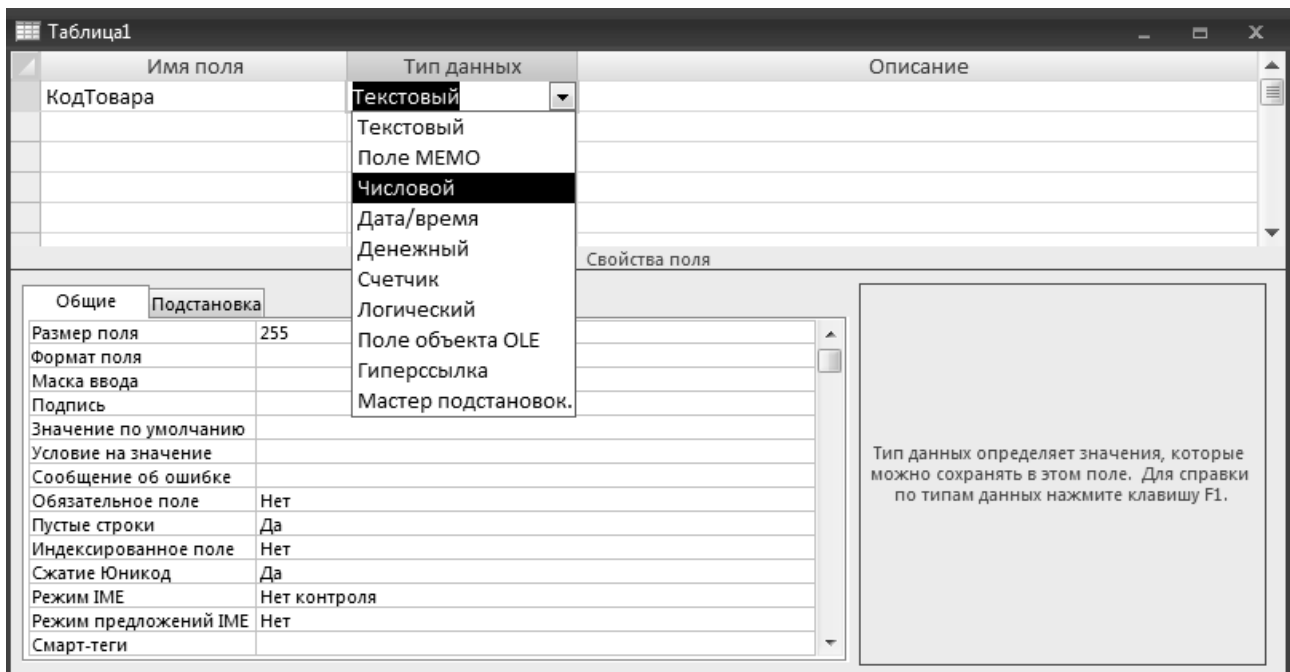 Таблица1
Имя поля Тип данных Описание
КодТовара Текстовый
Текстовый
Поле МЕМО
Числовой
Дата/время
Денежный
Счетчик
Логический
Поле объекта OLE
Гиперссылка
Мастер подстановок.
Свойства поля
Общие Подстановка
Размер поля 255
Формат поля
Маска ввода
Подпись
Значение по умолчанию
Условие на значение
Сообщение об ошибке
Обязательное поле Нет
Пустые строки Да
Индексированное поле Нет
Сжатие Юникод Да
Режим IME Нет контроля
Режим предложений IME Нет
Смарт-теги
Тип данных определяет значения, которые
можно сохранять в этом поле. Для справки
по типам данных нажмите клавишу F1.